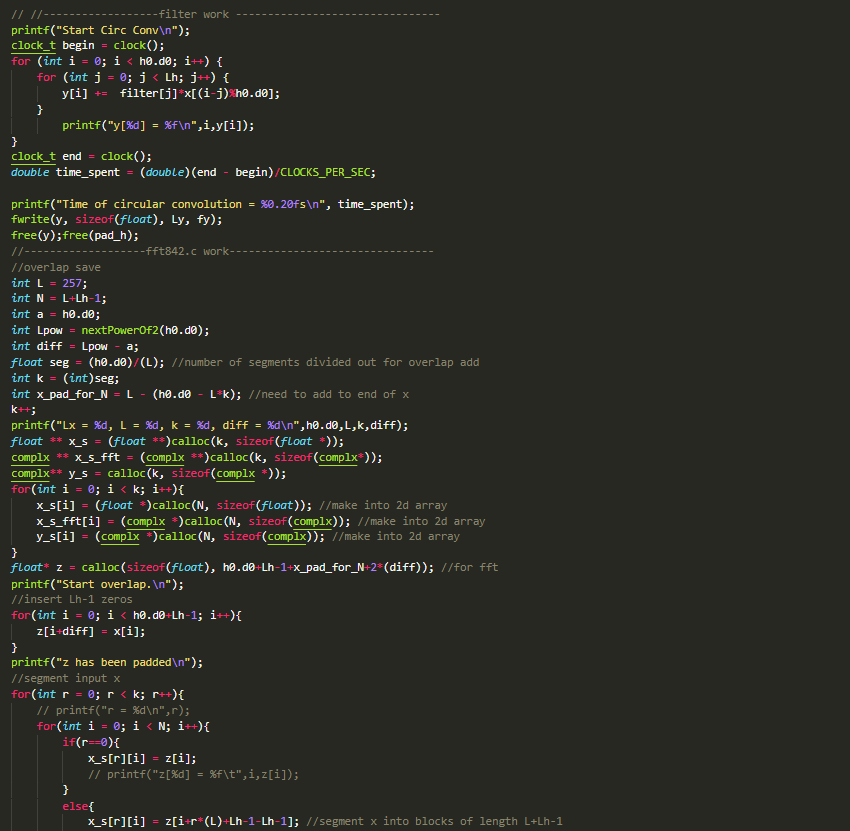 // //------------------filter work --------------------------------
printf("Start Circ Conv\n");
clock_t begin = clock();
for (int i = 0; i < h0.d0; i++) {
    for (int j = 0; j < Lh; j++) {
        y[i] +=  filter[j]*x[(i-j)%h0.d0];
    }
        printf("y[%d] = %f\n",i,y[i]);
}
clock_t end = clock();
double time_spent = (double)(end - begin)/CLOCKS_PER_SEC;
printf("Time of circular convolution = %0.20fs\n", time_spent);
fwrite(y, sizeof(float), Ly, fy);
free(y);free(pad_h);
//-------------------fft842.c work--------------------------------
//overlap save
int L = 257;
int N = L+Lh-1;
int a = h0.d0;
int Lpow = nextPowerOf2(h0.d0);
int diff = Lpow - a;
float seg = (h0.d0)/(L); //number of segments divided out for overlap add
int k = (int)seg;
int x_pad_for_N = L - (h0.d0 - L*k); //need to add to end of x
k++;
printf("Lx = %d, L = %d, k = %d, diff = %d\n",h0.d0,L,k,diff);
float ** x_s = (float **)calloc(k, sizeof(float *));
complx ** x_s_fft = (complx **)calloc(k, sizeof(complx*));
complx** y_s = calloc(k, sizeof(complx *));
for(int i = 0; i < k; i++){
    x_s[i] = (float *)calloc(N, sizeof(float)); //make into 2d array
    x_s_fft[i] = (complx *)calloc(N, sizeof(complx)); //make into 2d array
    y_s[i] = (complx *)calloc(N, sizeof(complx)); //make into 2d array
}
float* z = calloc(sizeof(float), h0.d0+Lh-1+x_pad_for_N+2*(diff)); //for fft
printf("Start overlap.\n");
//insert Lh-1 zeros
for(int i = 0; i < h0.d0+Lh-1; i++){
    z[i+diff] = x[i];
}
printf("z has been padded\n");
//segment input x
for(int r = 0; r < k; r++){
    // printf("r = %d\n",r);
    for(int i = 0; i < N; i++){
        if(r==0){
            x_s[r][i] = z[i];
            // printf("z[%d] = %f\t",i,z[i]);
        }
        else{
            x_s[r][i] = z[i+r*(L)+Lh-1-Lh-1]; //segment x into blocks of length L+Lh-1